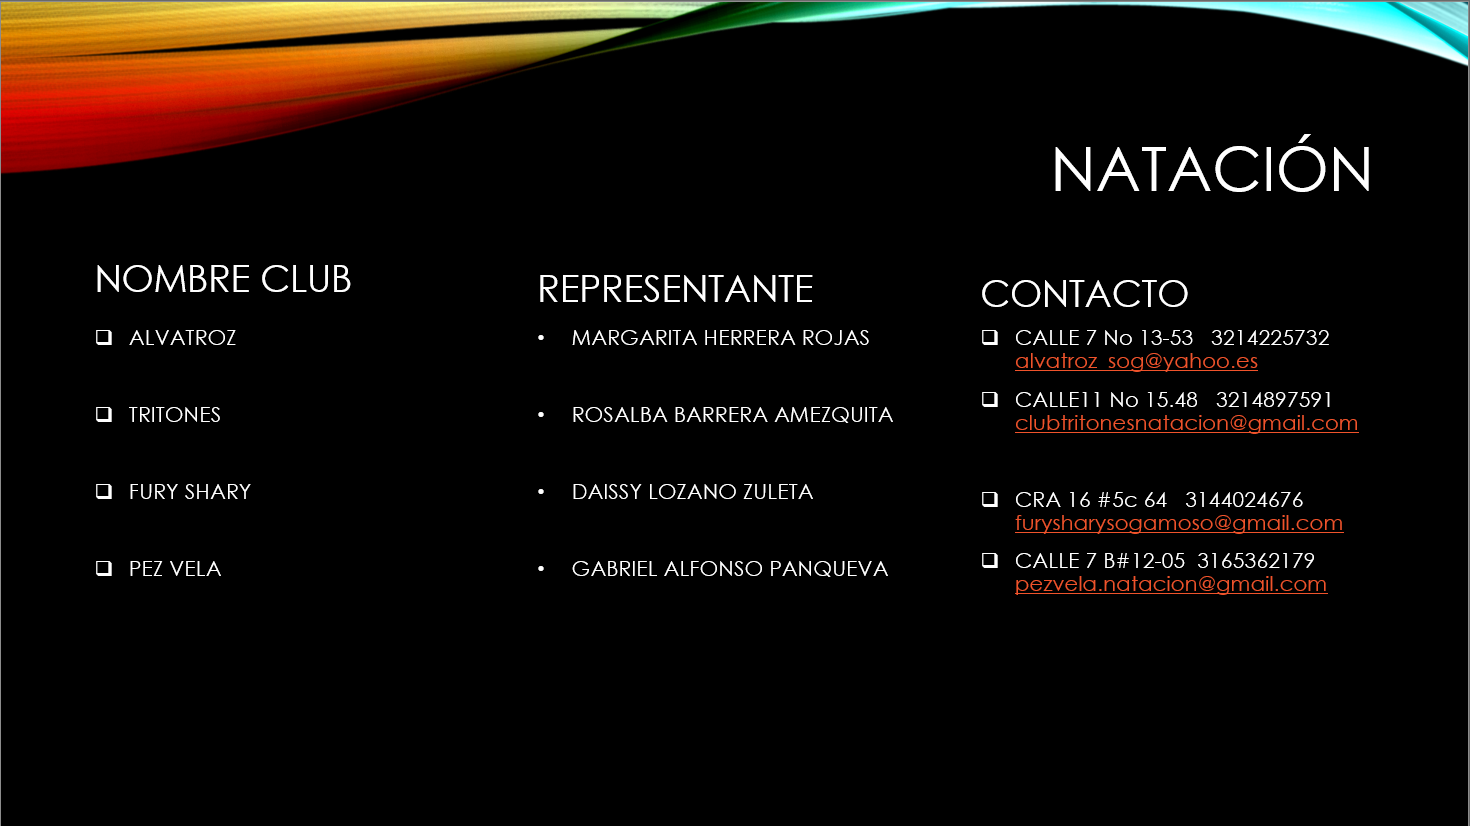 NATACIÓN
NOMBRE CLUB
ALVATROZ
TRITONES
FURY SHARY
PEZ VELA
REPRESENTANTE
MARGARITA HERRERA ROJAS
ROSALBA BARRERA AMEZQUITA
DAISSY LOZANO ZULETA
GABRIEL ALFONSO PANQUEVA
CONTACTO
CALLE 7 No 13-53 3214225732
alvatroz_sog@yahoo.es
CALLE11 No 15.48 3214897591
clubtritonesnatacion@gmail.com
CRA 16 #5c 64 3144024676
furysharysogamoso@gmail.com
CALLE 7 B#12-05 3165362179
pezvela.natacion@gmail.com